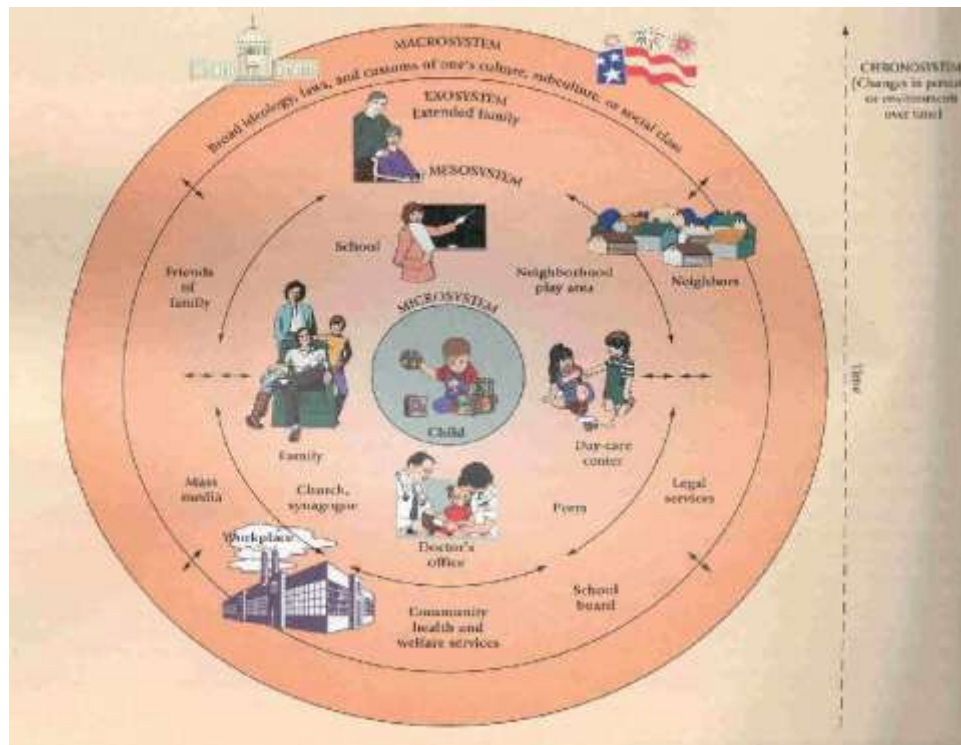 MACROSYSTEM
Broad ideology, laws, and customs of one's culture, subculture, or social class
CHRONOSYSTEM
(Changes in person
or environment
over time)
EXOSYSTEM
Extended family
MESOSYSTEM
School
Friends
of
family
Neighborhood
play area
Neighbors
MICROSYSTEM
Time
Child
Family
Day-care
center
Mass
media
Church,
synagogue
Peers
Legal
services
Workplace
Doctor's
office
School
board
Community
health and
welfare services